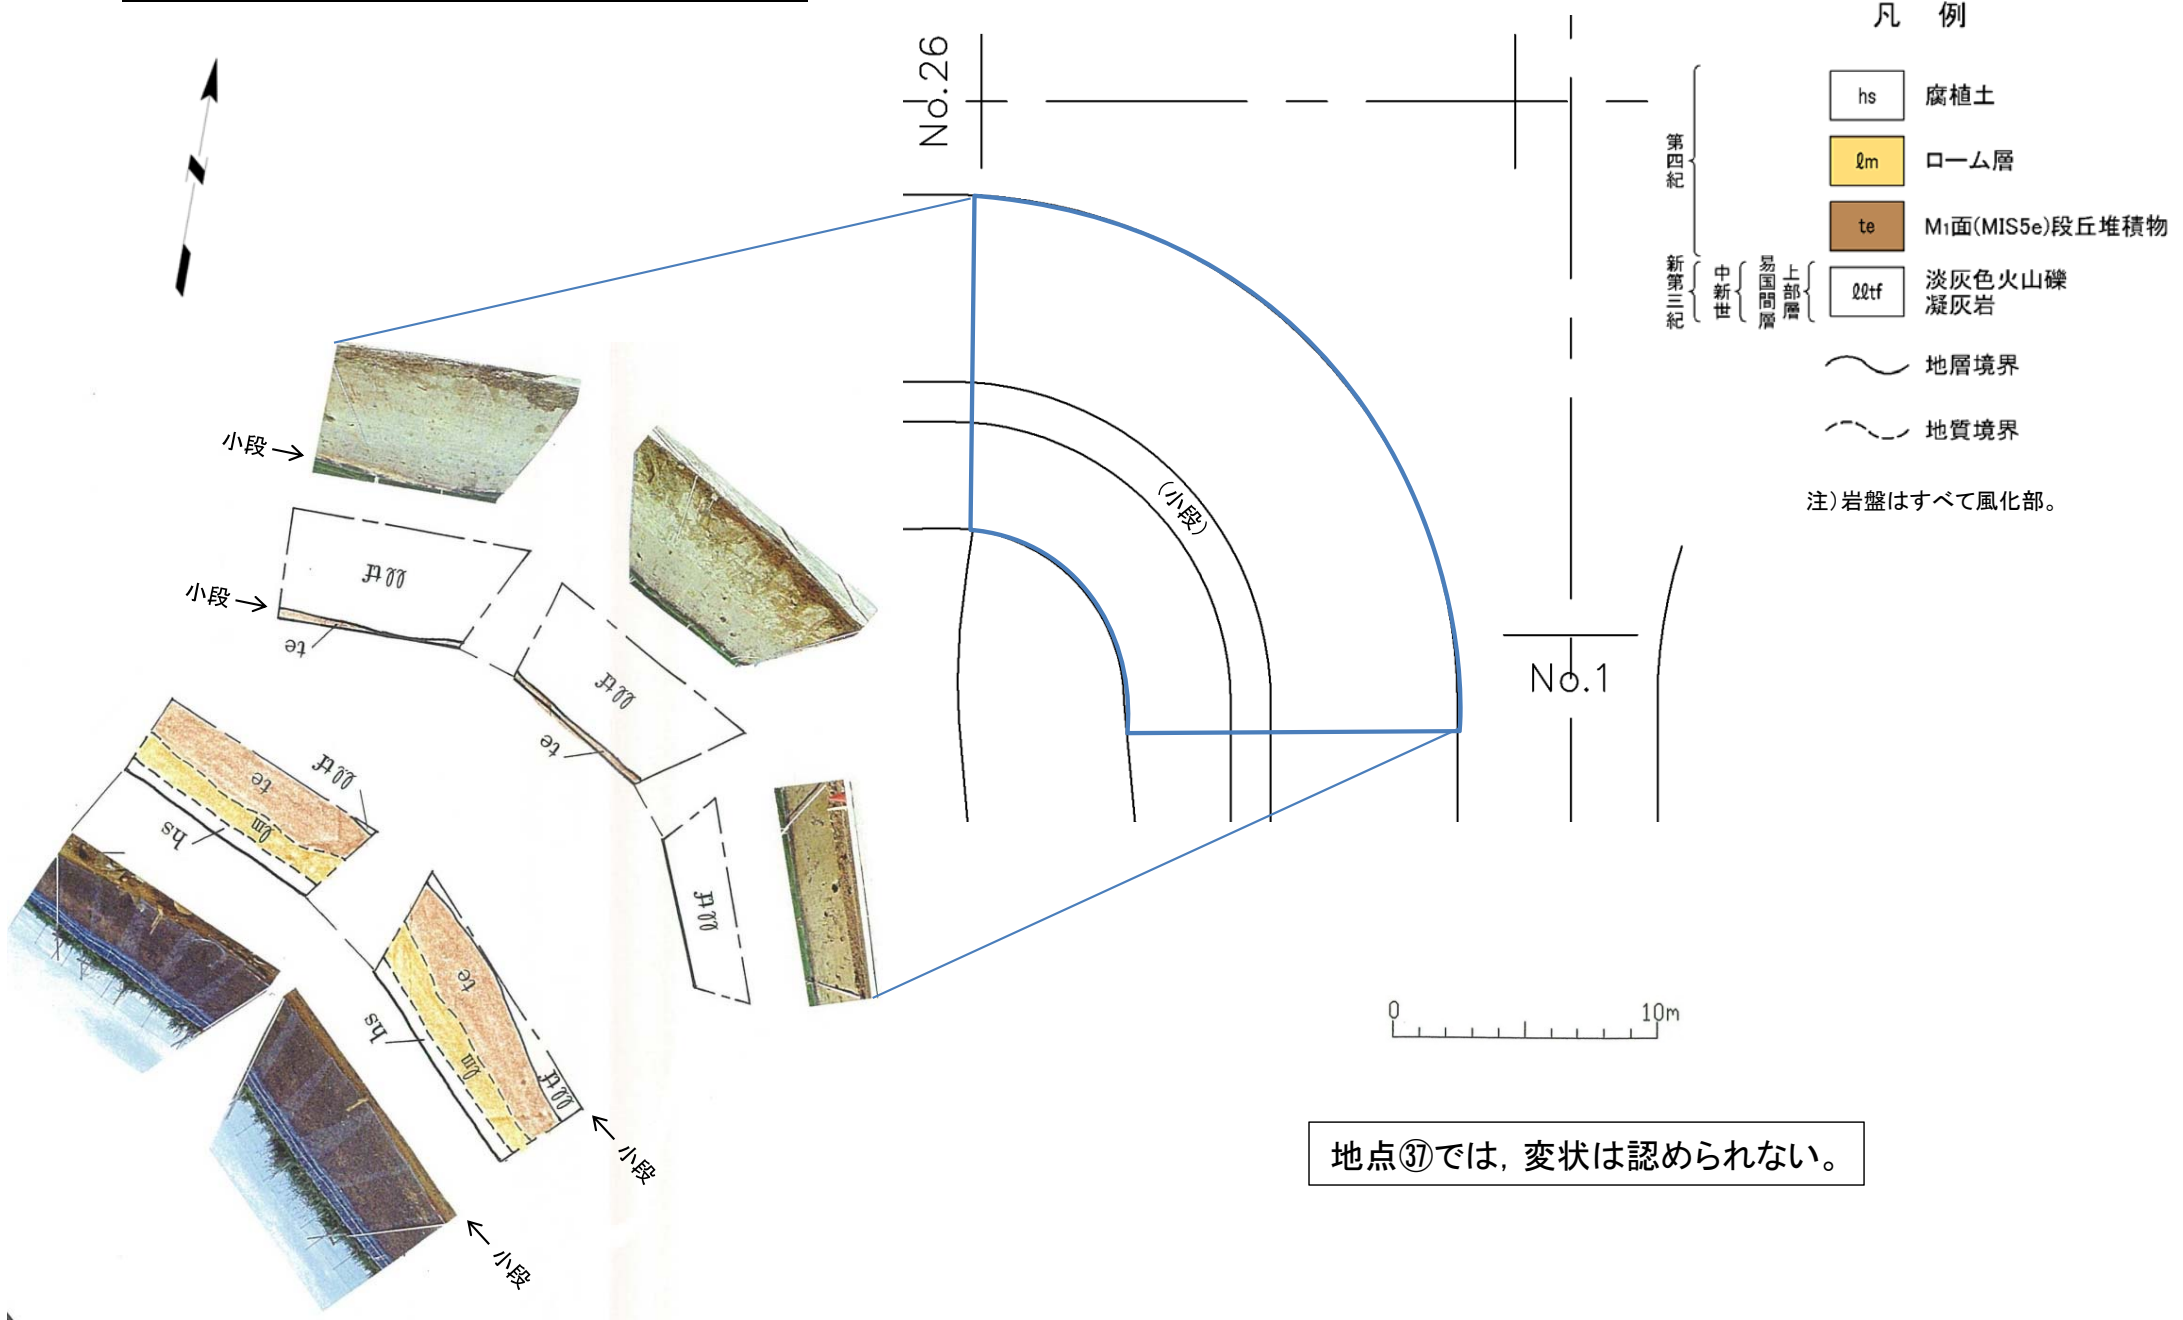 凡 例
No.26
hs 腐植土
第四紀
ℓm ローム層
te M₁面(MIS5e)段丘堆積物
新第三紀
中新世
易国間層
上部層
ℓℓtf 淡灰色火山礫
凝灰岩
地層境界
地質境界
注)岩盤はすべて風化部。
小段
(小段)
ℓℓtf
小段
te
ℓℓtf
te
No.1
ℓℓtf
te
ℓm
hs
ℓℓtf
te
ℓm
hs
ℓℓtf
小段
小段
0 10m
地点㊲では, 変状は認められない。